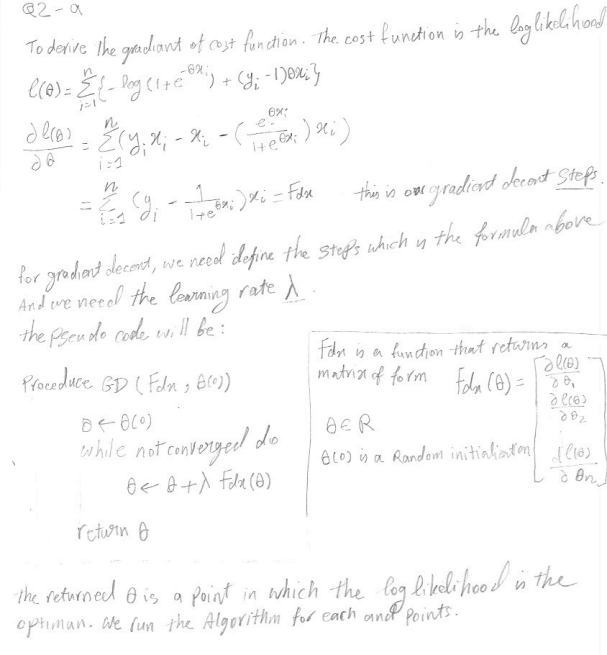 Q2-a
To derive the gradiant of cost function. The cost function is the log likelihood
l(θ) = Σ_{i=1}^{n} {- log (1+e^{-θx_i}) + (y_i -1)θx_i}
∂l(θ)/∂θ = Σ_{i=1}^{n} (y_i x_i - x_i - (e^{-θx_i}/(1+e^{-θx_i})) x_i)
= Σ_{i=1}^{n} (y_i - 1/(1+e^{-θx_i})) x_i = Fdx this is our gradient decent Steps.
for gradient decent, we need define the steps which is the formula above
And we need the learning rate λ.
the pseudo code will be:
Proceduce GD (Fdx, θ(0))
θ ← θ(0)
while not converged do
θ ← θ + λ Fdx(θ)
return θ
Fdx is a function that returns a
matrix of form Fdx(θ) = [∂l(θ)/∂θ_1
∂l(θ)/∂θ_2
∂l(θ)/∂θ_n]
θ ∈ R
θ(0) is a Random initialization
the returned θ is a point in which the log likelihood is the
optimun. We run the Algorithm for each and points.